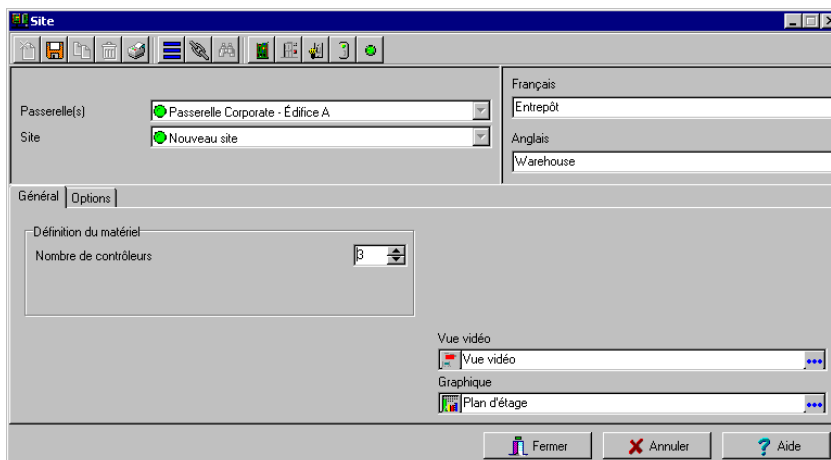 Site
Passerelle(s)
Passerelle Corporate - Édifice A
Site
Nouveau site
Français
Entrepôt
Anglais
Warehouse
Général
Options
Définition du matériel
Nombre de contrôleurs
3
Vue vidéo
Vue vidéo
Graphique
Plan d'étage
Fermer
Annuler
Aide